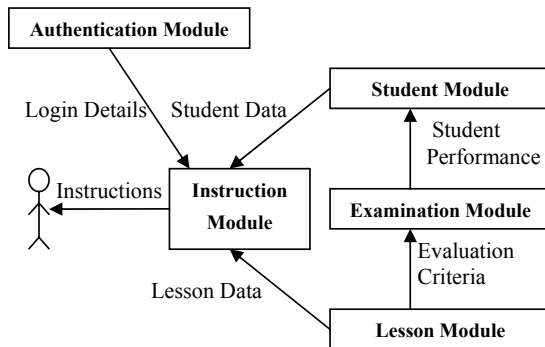 Authentication Module
Login Details
Student Data
Student Module
Student
Performance
Instructions
Instruction
Module
Examination Module
Evaluation
Criteria
Lesson Data
Lesson Module